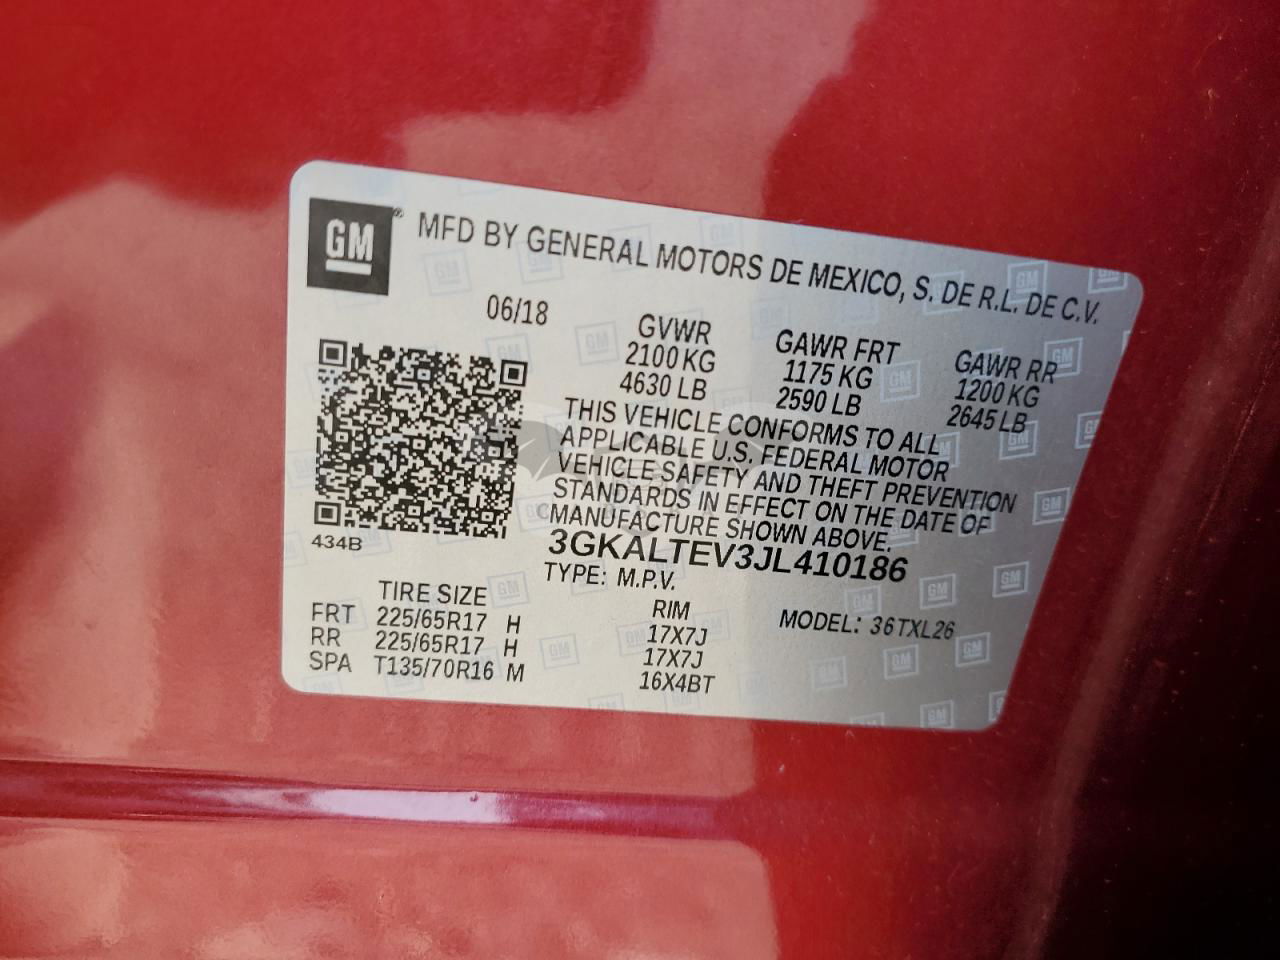 GM® MFD BY GENERAL MOTORS DE MEXICO, S. DE R.L. DE C.V.
06/18
GVWR GAWR FRT GAWR RR
2100 KG 1175 KG 1200 KG
4630 LB 2590 LB 2645 LB
THIS VEHICLE CONFORMS TO ALL
APPLICABLE U.S. FEDERAL MOTOR
VEHICLE SAFETY AND THEFT PREVENTION
STANDARDS IN EFFECT ON THE DATE OF
MANUFACTURE SHOWN ABOVE.
434B
3GKALTEV3JL410186
TYPE: M.P.V.
MODEL: 36TXL26
TIRE SIZE RIM
FRT 225/65R17 H 17X7J
RR 225/65R17 H 17X7J
SPA T135/70R16 M 16X4BT